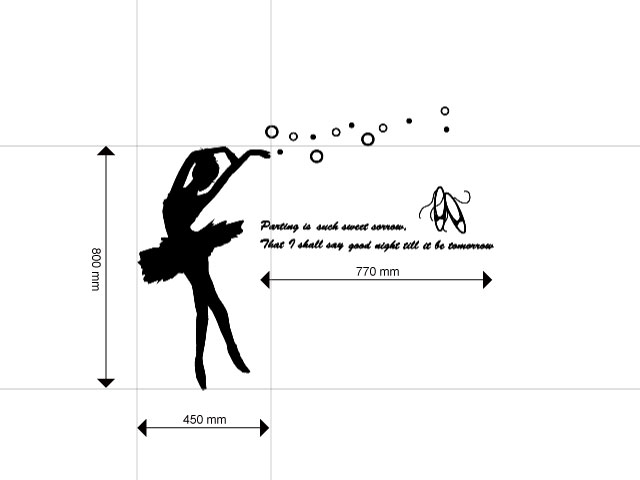 Parting is such sweet sorrow,
That I shall say good night till it be tomorrow
800 mm
770 mm
450 mm